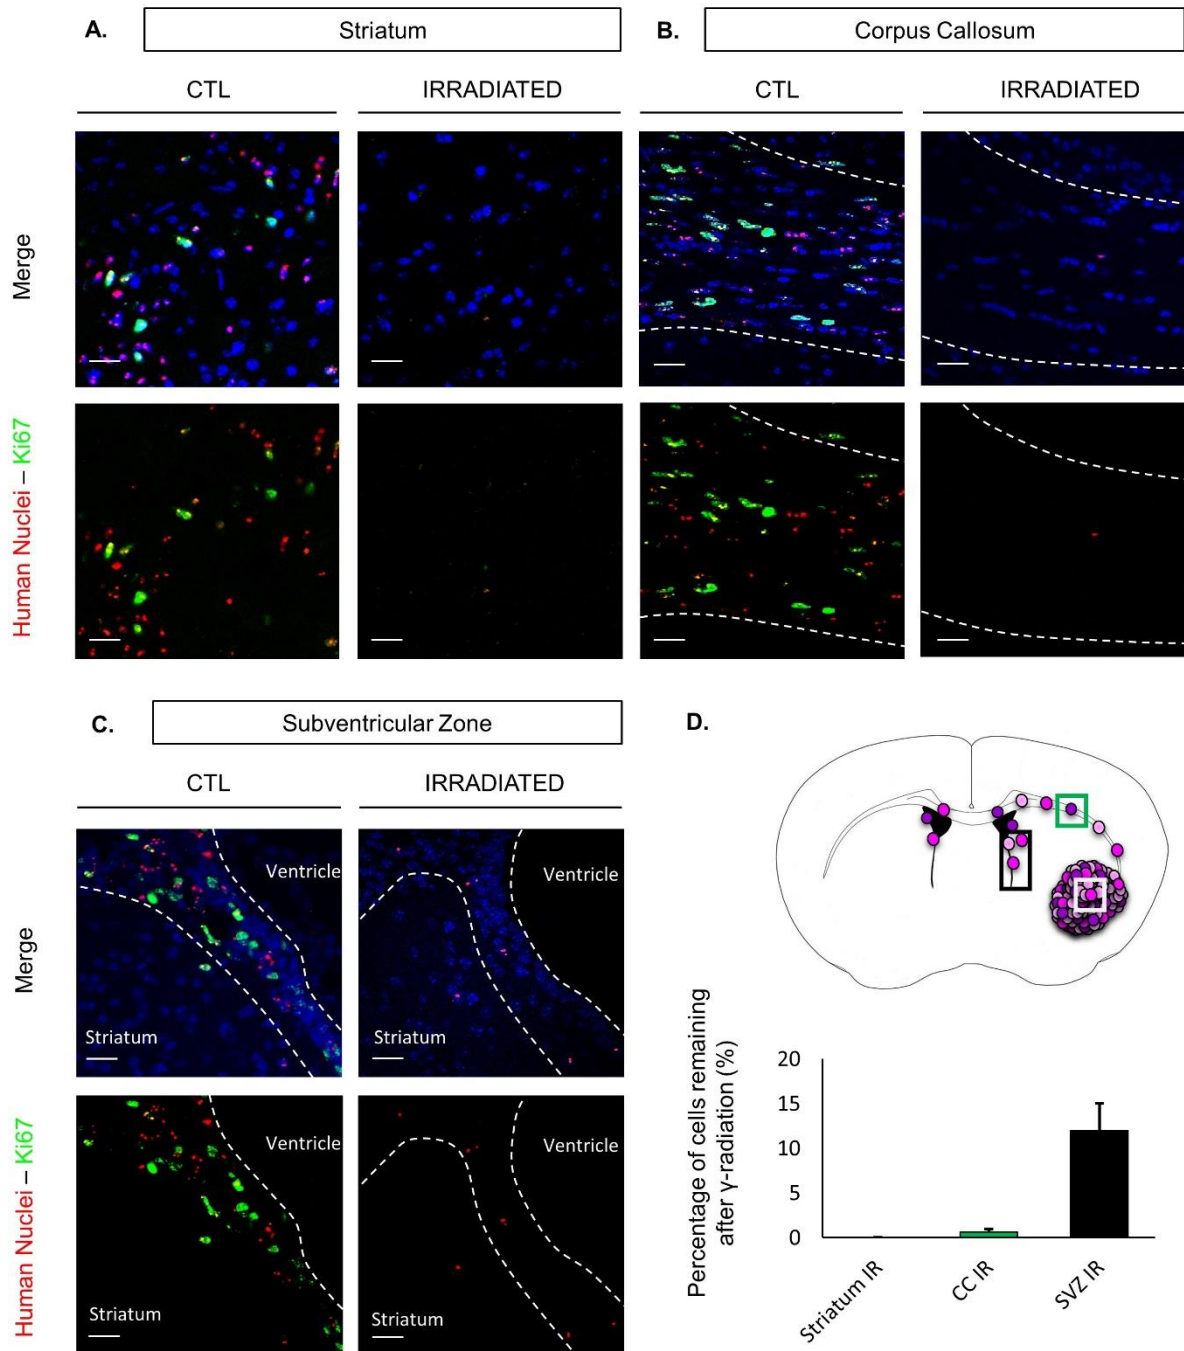 A.
Striatum
B.
Corpus Callosum
CTL
IRRADIATED
CTL
IRRADIATED
Merge
Human Nuclei – Ki67
C.
Subventricular Zone
D.
CTL
IRRADIATED
Merge
Ventricle
Striatum
Ventricle
Human Nuclei – Ki67
Ventricle
Striatum
Ventricle
Striatum
Percentage of cells remaining
after γ-radiation (%)
20
15
10
5
0
Striatum IR
CC IR
SVZ IR